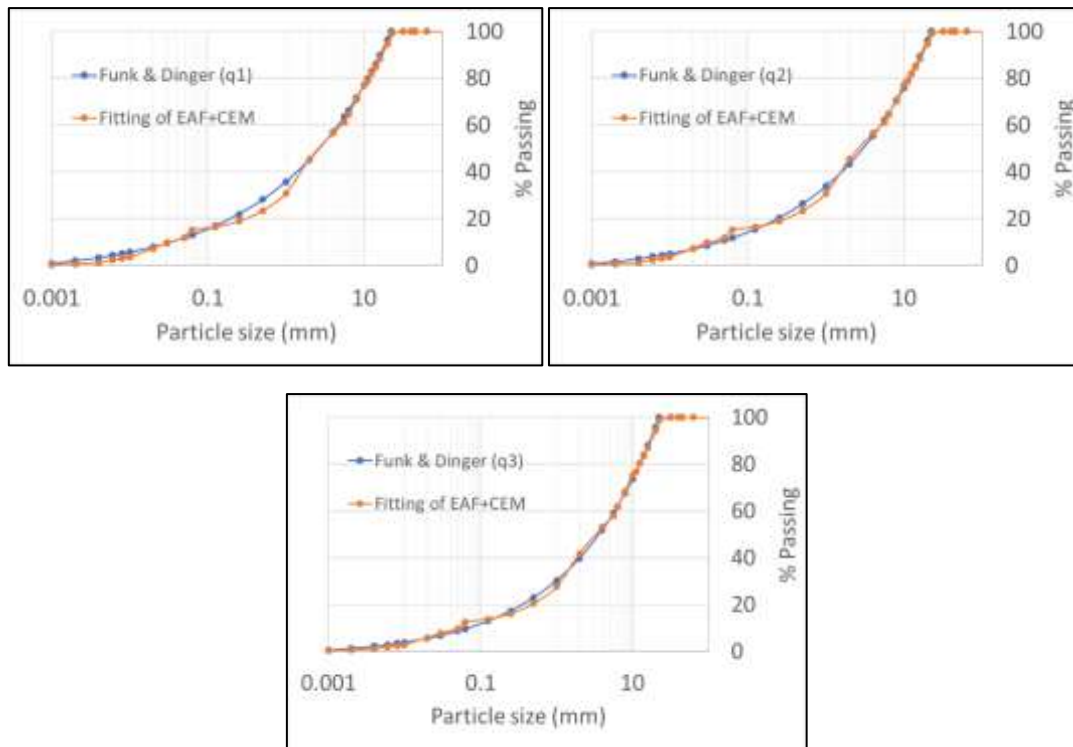 100
80
60
40
20
0
% Passing
Funk & Dinger (q1)
Fitting of EAF+CEM
0.001
0.1
10
Particle size (mm)
100
80
60
40
20
0
% Passing
Funk & Dinger (q2)
Fitting of EAF+CEM
0.001
0.1
10
Particle size (mm)
100
80
60
40
20
0
% Passing
Funk & Dinger (q3)
Fitting of EAF+CEM
0.001
0.1
10
Particle size (mm)